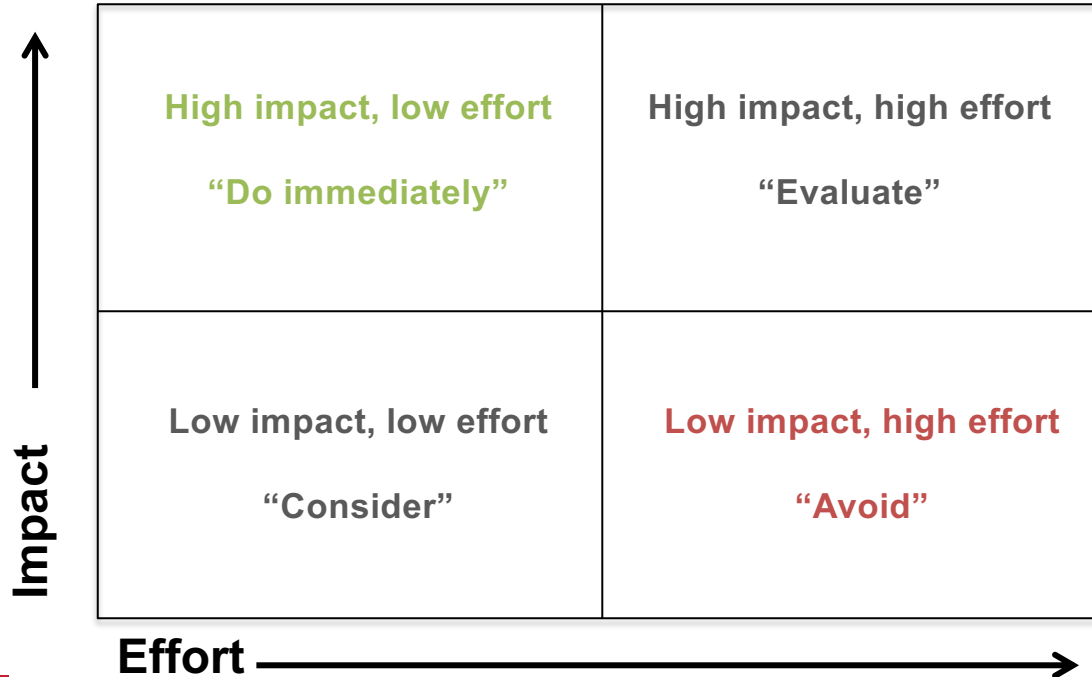 High impact, low effort
“Do immediately”
High impact, high effort
“Evaluate”
Low impact, low effort
“Consider”
Low impact, high effort
“Avoid”
Impact
Effort